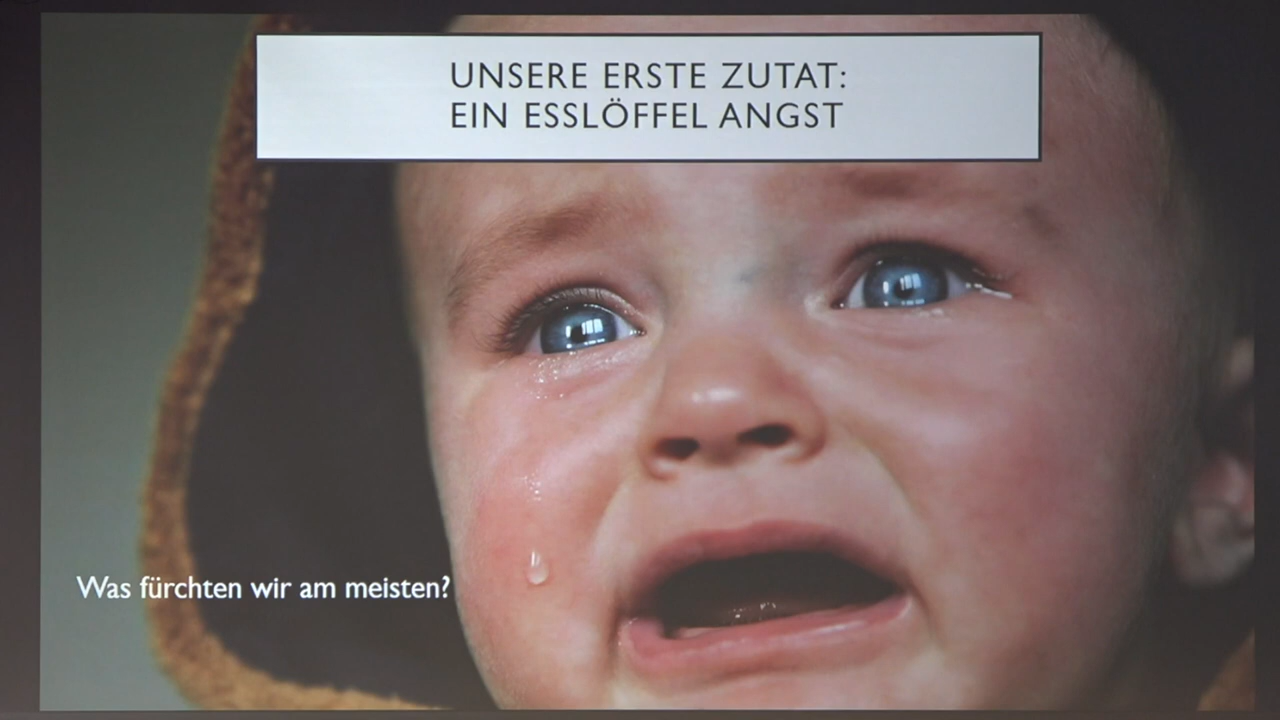 UNSERE ERSTE ZUTAT:
EIN ESSLÖFFEL ANGST
Was fürchten wir am meisten?